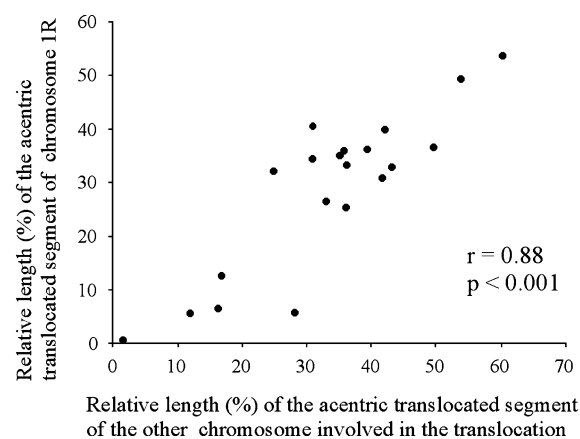 Relative length (%) of the acentric
translocated segment of chromosome 1R
60
50
40
30
20
10
0
r = 0.88
p < 0.001
0 10 20 30 40 50 60 70
Relative length (%) of the acentric translocated segment
of the other chromosome involved in the translocation